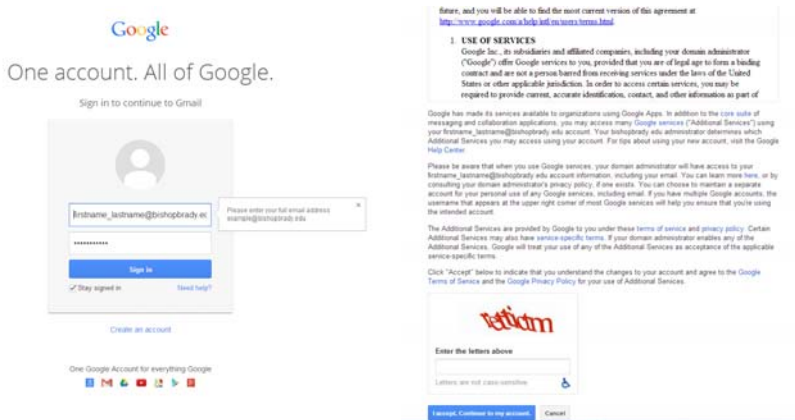 Google
One account. All of Google.
Sign in to continue to Gmail
firstname_lastname@bishopbrady.ec
Please enter your full email address
example@bishopbrady.edu
Sign in
Stay signed in
Need help?
Create an account
One Google Account for everything Google
future, and you will be able to find the most current version of this agreement at
http://www.google.com/a/help/intl/en/users/terms.html.
1. USE OF SERVICES
Google Inc., its subsidiaries and affiliated companies, including your domain administrator
("Google") offer Google services to you, provided that you are of legal age to form a binding
contract and are not a person barred from receiving services under the laws of the United
States or other applicable jurisdiction. In order to access certain services, you may be
required to provide current, accurate identification, contact, and other information as part of
Google has made its services available to organizations using Google Apps. In addition to the core suite of
messaging and collaboration applications, you may access many Google services ("Additional Services") using
your firstname_lastname@bishopbrady.edu account. Your bishopbrady.edu administrator determines which
Additional Services you may access using your account. For tips about using your new account, visit the Google
Help Center.
Please be aware that when you use Google services, your domain administrator will have access to your
firstname_lastname@bishopbrady.edu account information, including your email. You can learn more here, or by
consulting your domain administrator's privacy policy, if one exists. You can choose to maintain a separate
account for your personal use of any Google services, including email. If you have multiple Google accounts, the
username that appears at the upper right corner of most Google services will help you ensure that you're using
the intended account.
The Additional Services are provided by Google to you under these terms of service and privacy policy. Certain
Additional Services may also have service-specific terms. If your domain administrator enables any of the
Additional Services, Google will treat your use of any of the Additional Services as acceptance of the applicable
service-specific terms.
Click "Accept" below to indicate that you understand the changes to your account and agree to the Google
Terms of Service and the Google Privacy Policy for your use of Additional Services.
Enter the letters above
Letters are not case-sensitive
I accept. Continue to my account.
Cancel